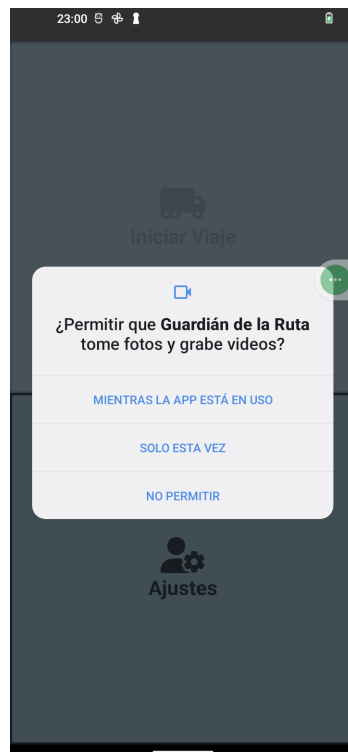 23:00
Iniciar Viaje
¿Permitir que Guardián de la Ruta
tome fotos y grabe videos?
MIENTRAS LA APP ESTÁ EN USO
SOLO ESTA VEZ
NO PERMITIR
Ajustes